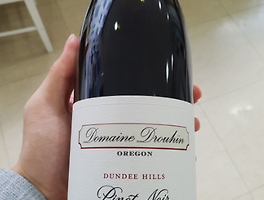 Domaine Drouhin
OREGON
DUNDEE HILLS
Pinot Noir